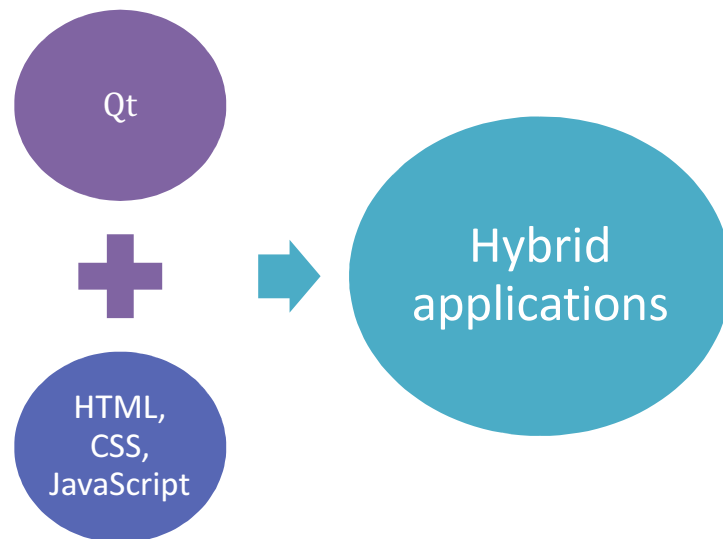 Qt
HTML,
CSS,
JavaScript
Hybrid
applications